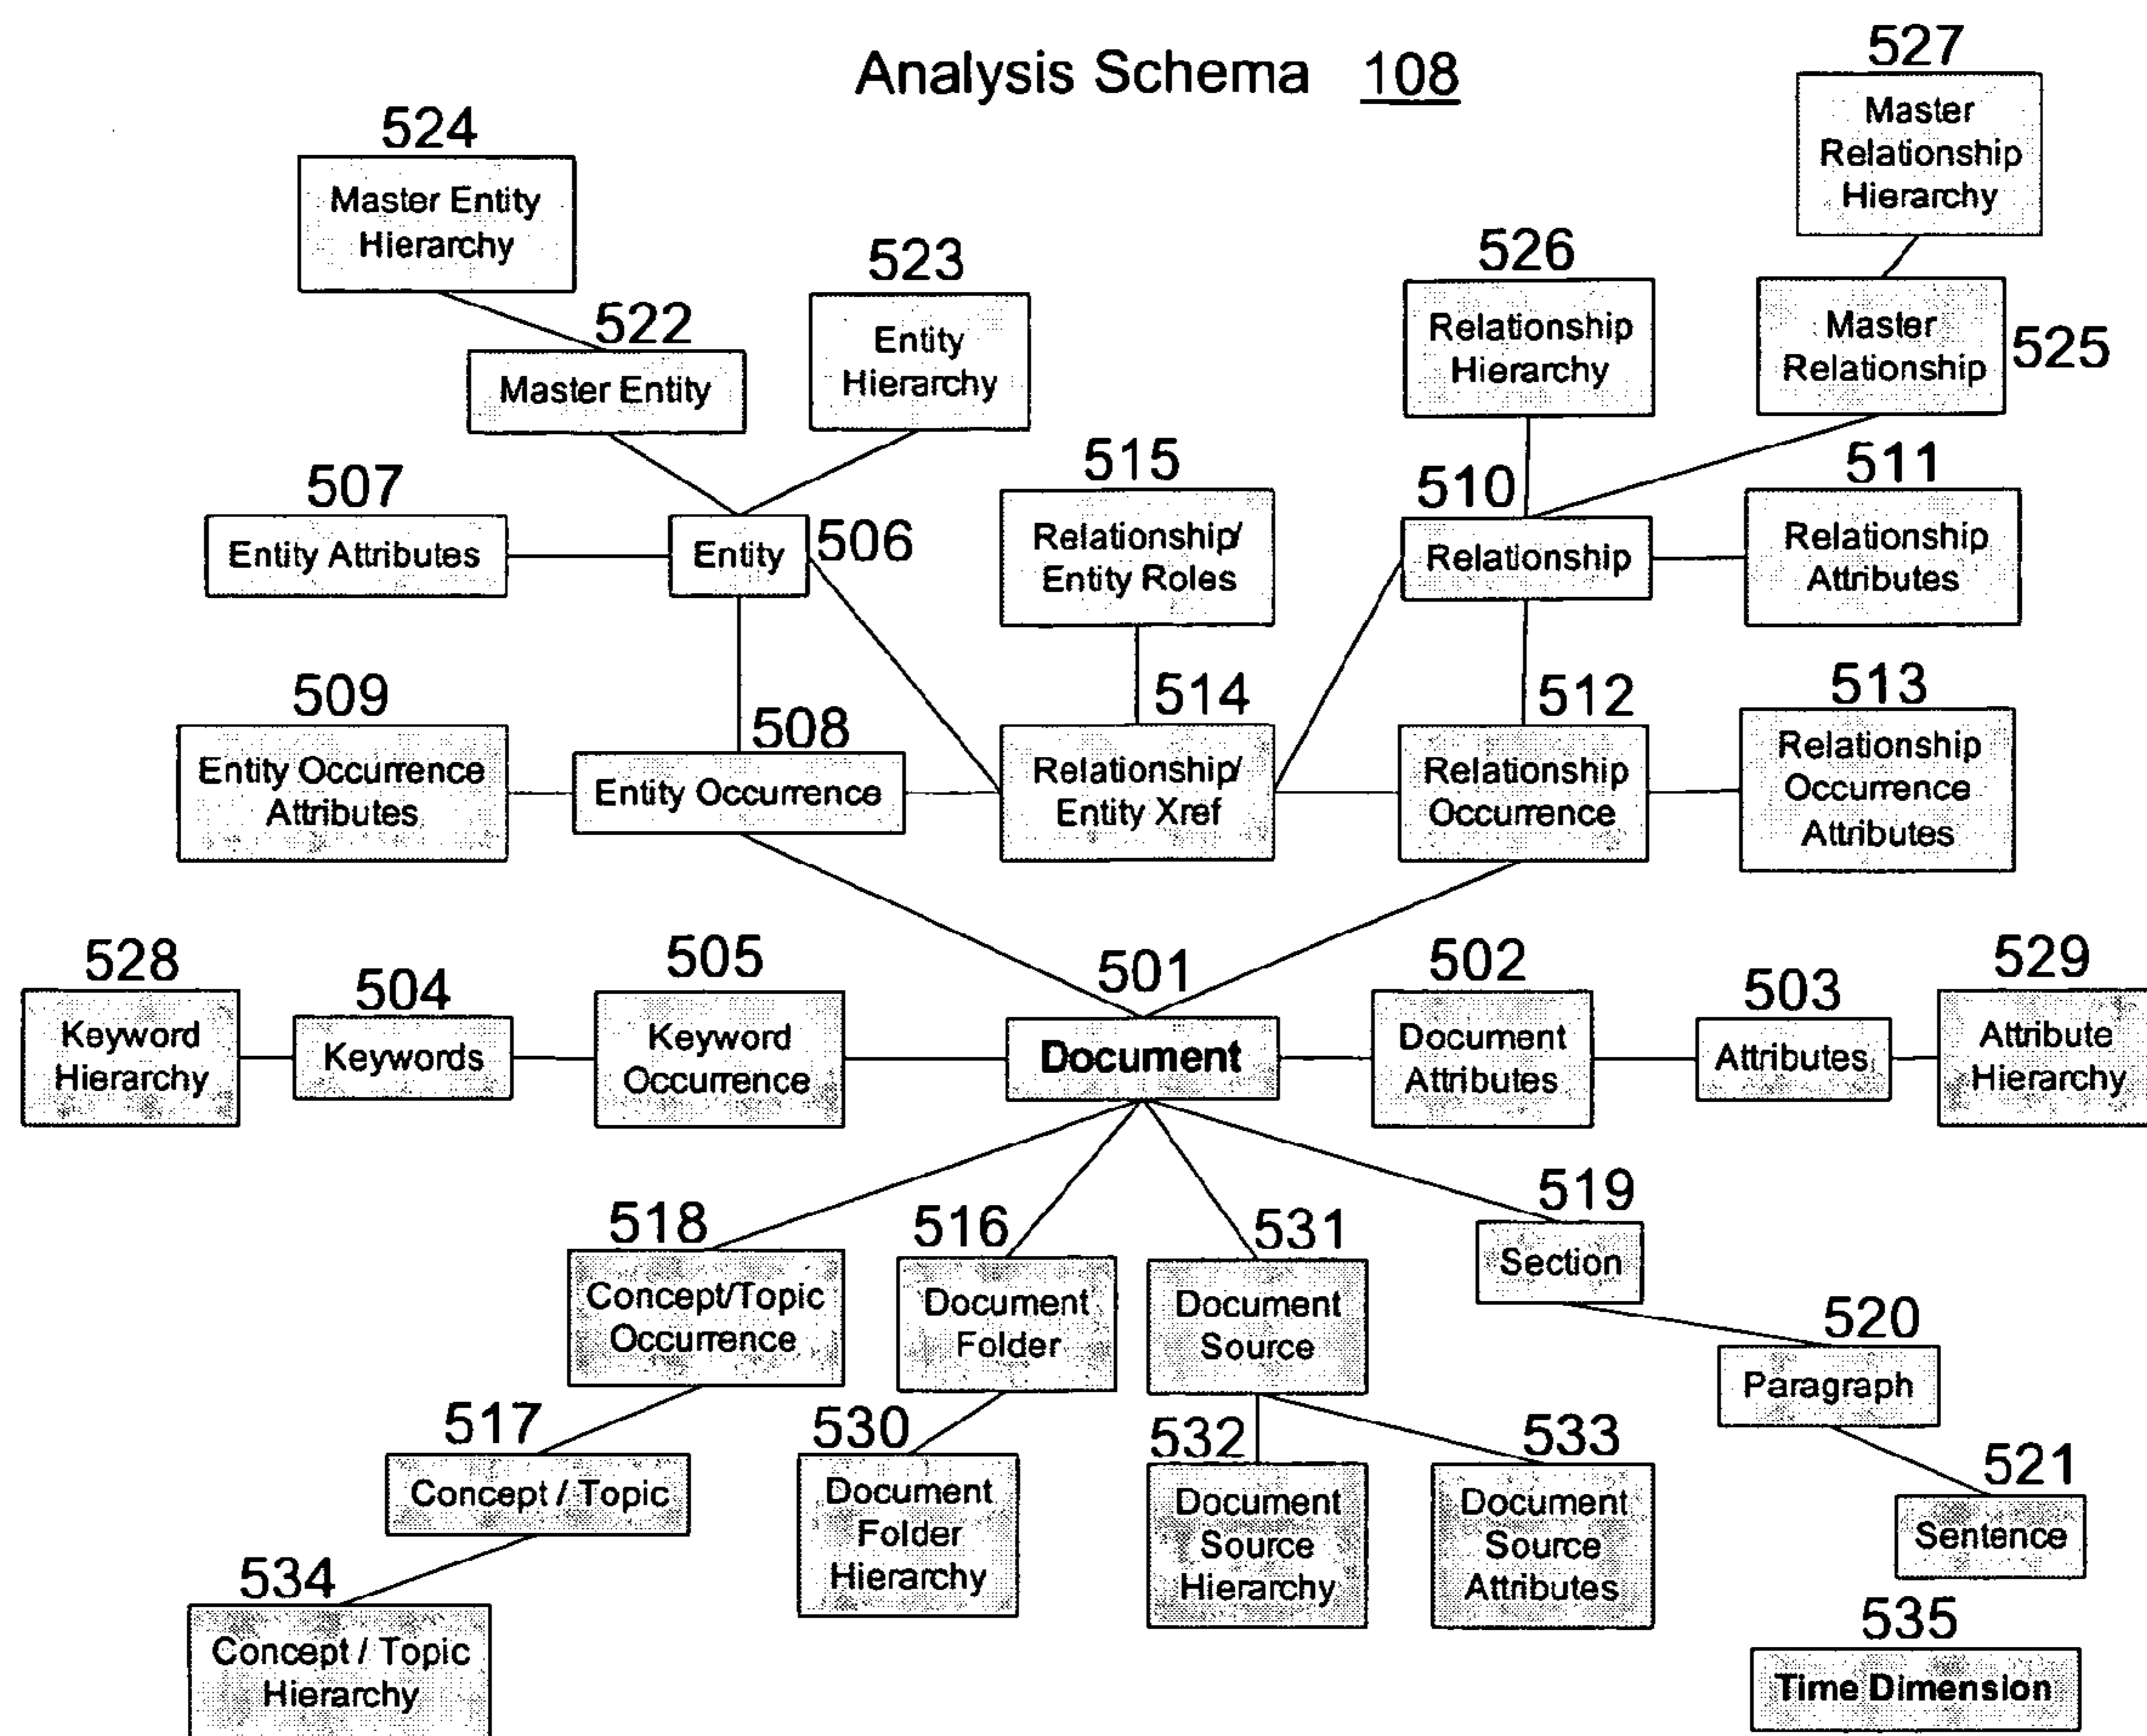 Analysis Schema 108
527
Master
Relationship
Hierarchy
524
Master Entity
Hierarchy
523
Entity
Hierarchy
526
Relationship
Hierarchy
522
Master Entity
Master
Relationship
525
507
Entity Attributes
Entity
506
515
Relationship/
Entity Roles
510
Relationship
511
Relationship
Attributes
509
Entity Occurrence
Attributes
508
Entity Occurrence
514
Relationship/
Entity Xref
512
Relationship
Occurrence
513
Relationship
Occurrence
Attributes
528
Keyword
Hierarchy
504
Keywords
505
Keyword
Occurrence
501
Document
502
Document
Attributes
503
Attributes
529
Attribute
Hierarchy
518
Concept/Topic
Occurrence
516
Document
Folder
531
Document
Source
519
Section
520
Paragraph
517
Concept / Topic
530
Document
Folder
Hierarchy
532
Document
Source
Hierarchy
533
Document
Source
Attributes
521
Sentence
534
Concept / Topic
Hierarchy
535
Time Dimension